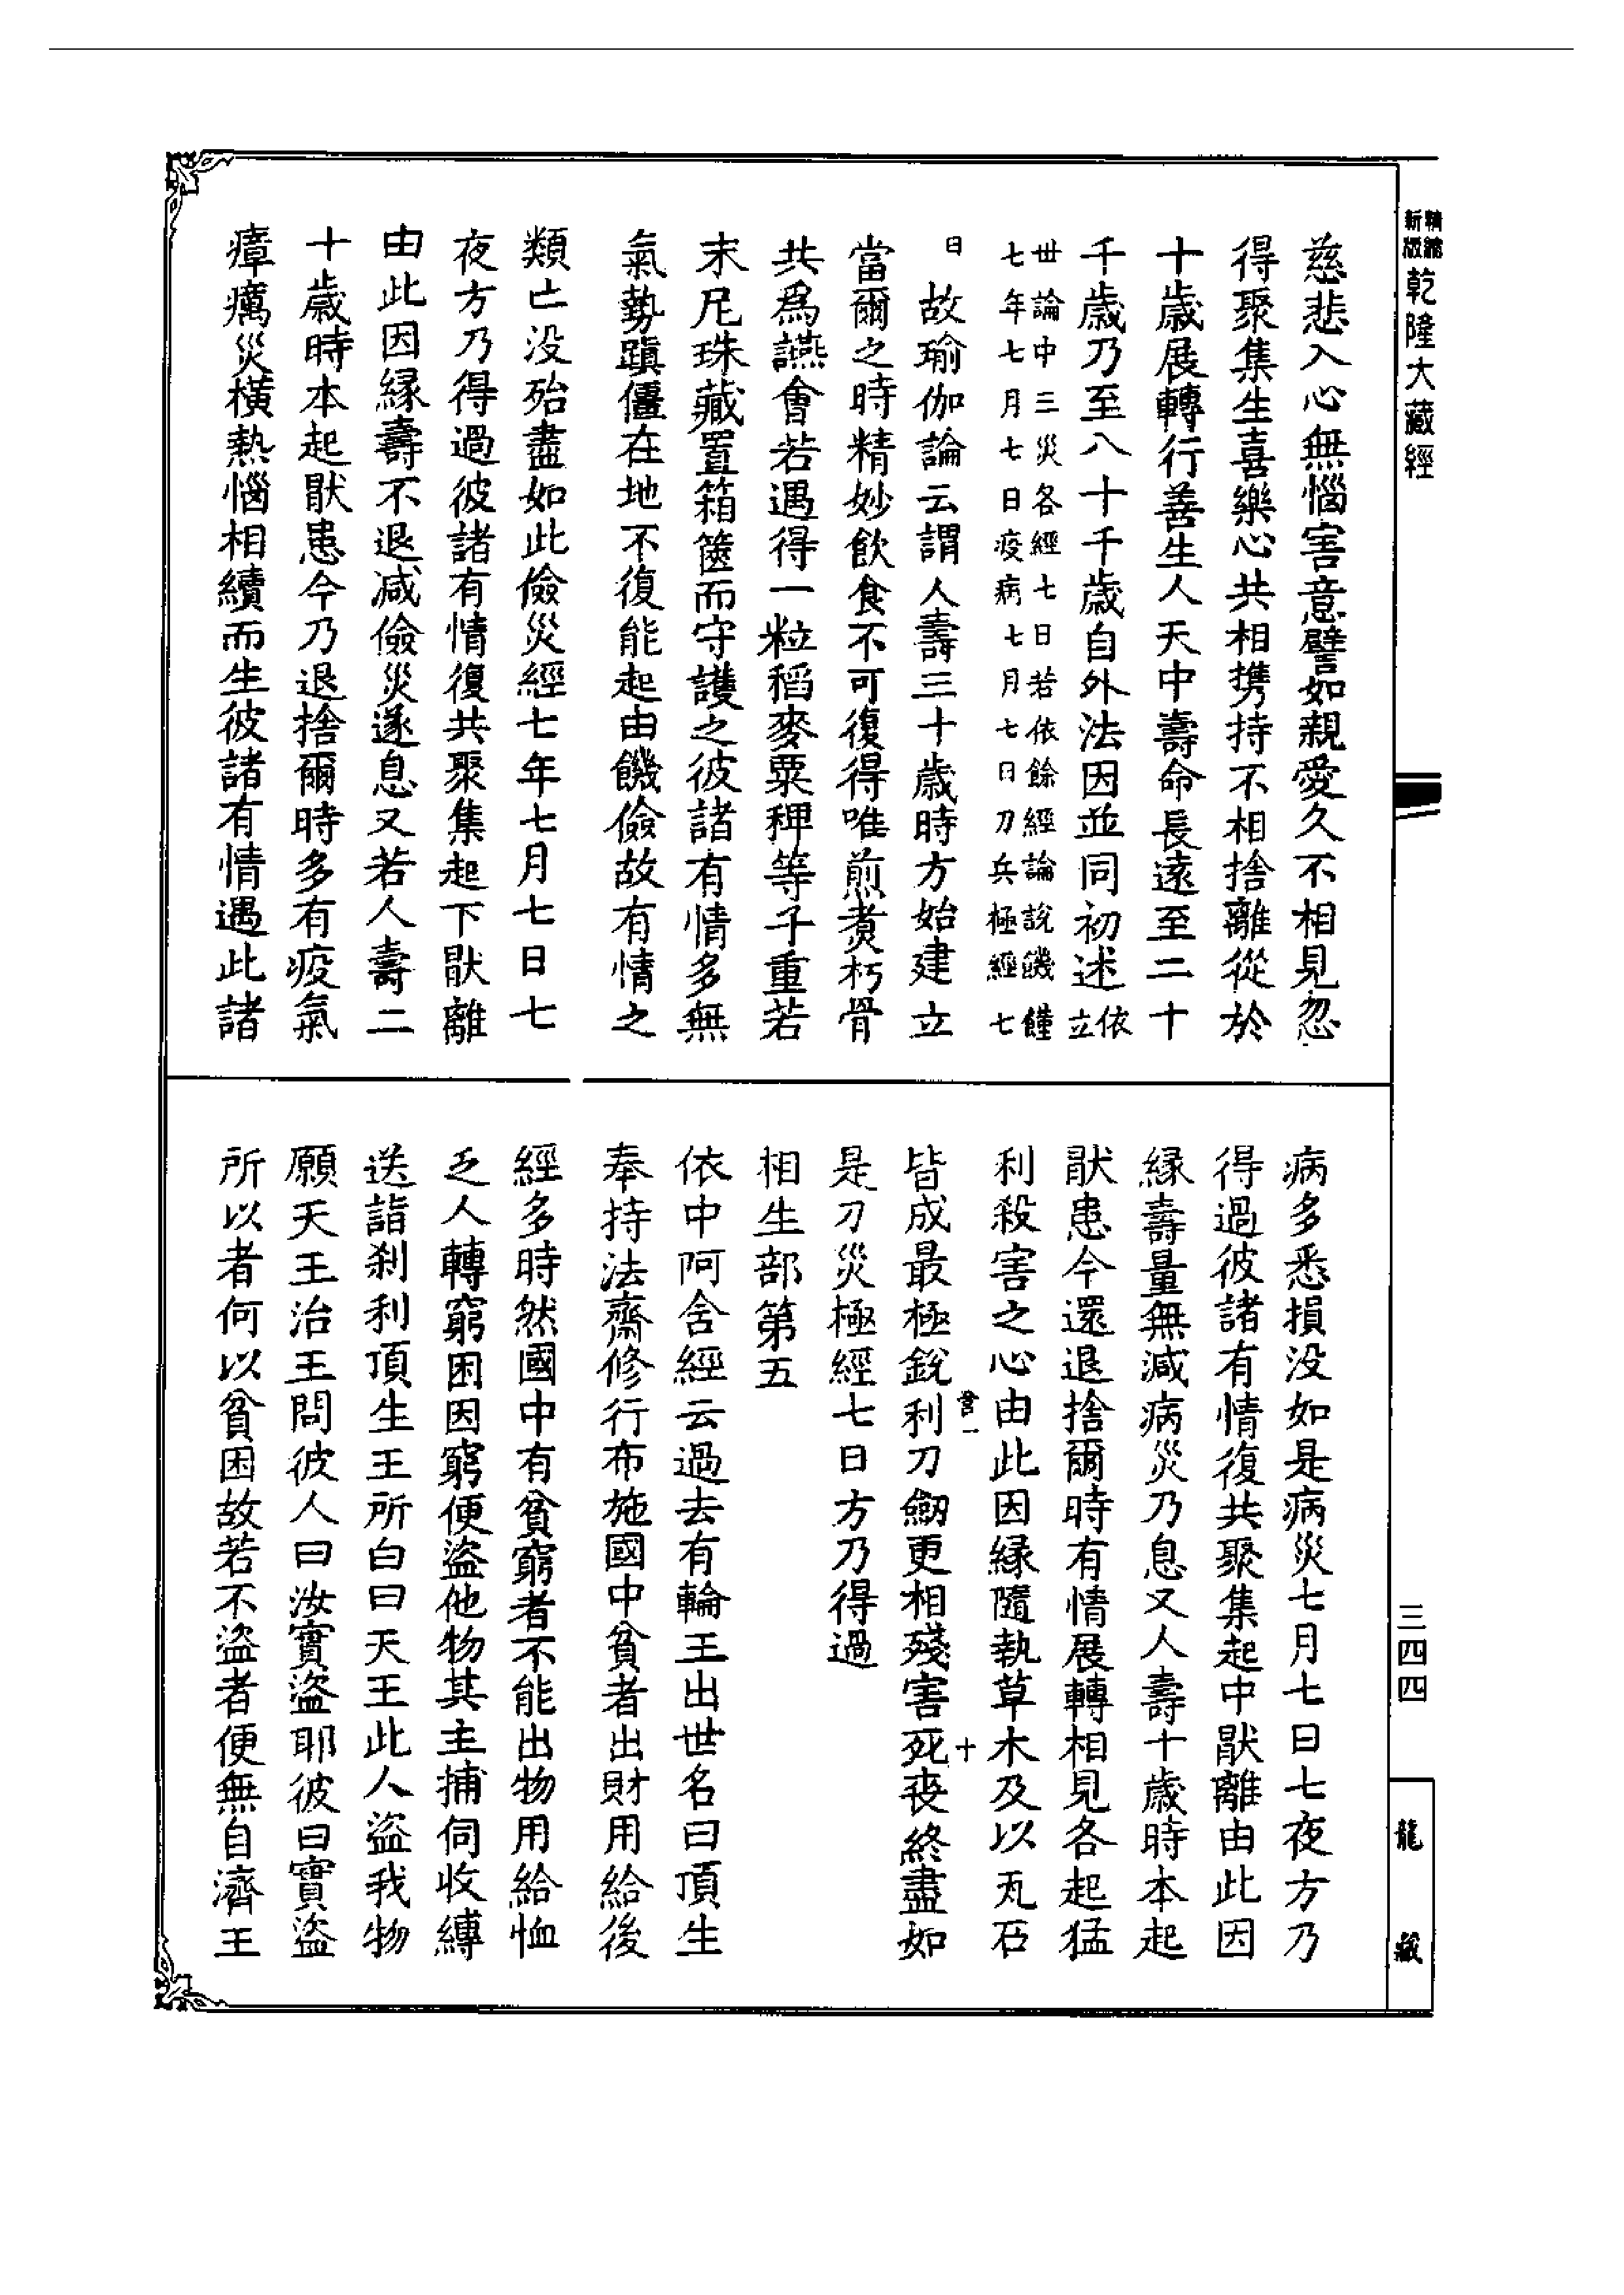 精縮新版乾隆大藏經
慈悲入心無惱害意譬如親愛久不相見忽
得聚集生喜樂心共相携持不相捨離從於
十歲展轉行善生人天中壽命長遠至二十
千歲乃至八十千歲自外法因並同初述依立
丗論中三災各經七日若依餘經論說饑饉
七年七月七日疫病七月七日刀兵極經七
日
故瑜伽論云謂人壽三十歲時方始建立
當爾之時精妙飲食不可復得唯煎煑朽骨
共爲讌會若遇得一粒稻麥粟稗等子重若
末尼珠藏置箱篋而守護之彼諸有情多無
氣勢蹎僵在地不復能起由饑儉故有情之
類亡没殆盡如此儉災經七年七月七日七
夜方乃得過彼諸有情復共聚集起下猒離
由此因緣壽不退减儉災遂息又若人壽二
十歲時本起猒患今乃退捨爾時多有疫氣
瘴癘災橫熱惱相續而生彼諸有情遇此諸
病多悉損没如是病災七月七日七夜方乃
得過彼諸有情復共聚集起中猒離由此因
緣壽量無減病災乃息又人壽十歲時本起
猒患今還退捨爾時有情展轉相見各起猛
利殺害之心由此因緣隨執草木及以瓦石
皆成最極銳利刀劒更相殘害死喪終盡如
是刀災極經七日方乃得過
相生部第五
依中阿含經云過去有輪王出世名曰頂生
奉持法齋修行布施國中貧者出財用給後
經多時然國中有貧窮者不能出物用給恤
乏人轉窮困因窮便盜他物其主捕伺收縛
送詣剎利頂生王所白曰天王此人盜我物
願天王治王問彼人曰汝實盜耶彼曰實盜
所以者何以貧困故若不盜者便無自濟王
三四四
龍藏